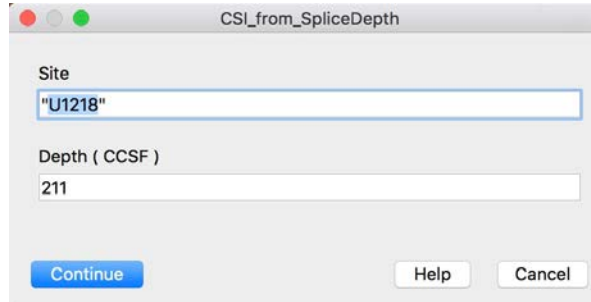 CSI_from_SpliceDepth
Site
"U1218"
Depth ( CCSF )
211
Continue
Help
Cancel